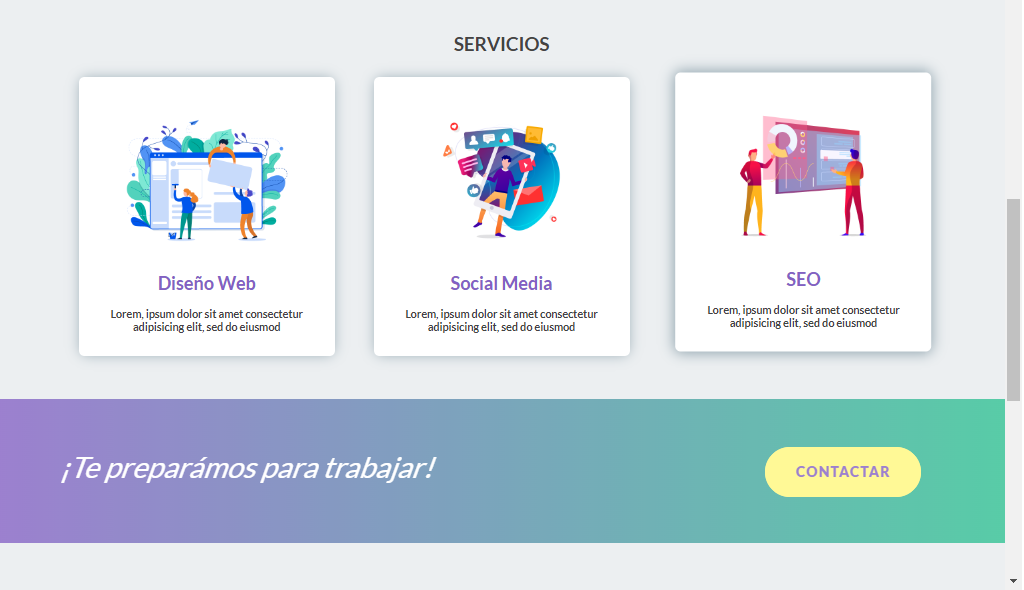 SERVICIOS
Diseño Web
Lorem, ipsum dolor sit amet consectetur
adipisicing elit, sed do eiusmod
Social Media
Lorem, ipsum dolor sit amet consectetur
adipisicing elit, sed do eiusmod
SEO
Lorem, ipsum dolor sit amet consectetur
adipisicing elit, sed do eiusmod
¡Te preparámos para trabajar!
CONTACTAR